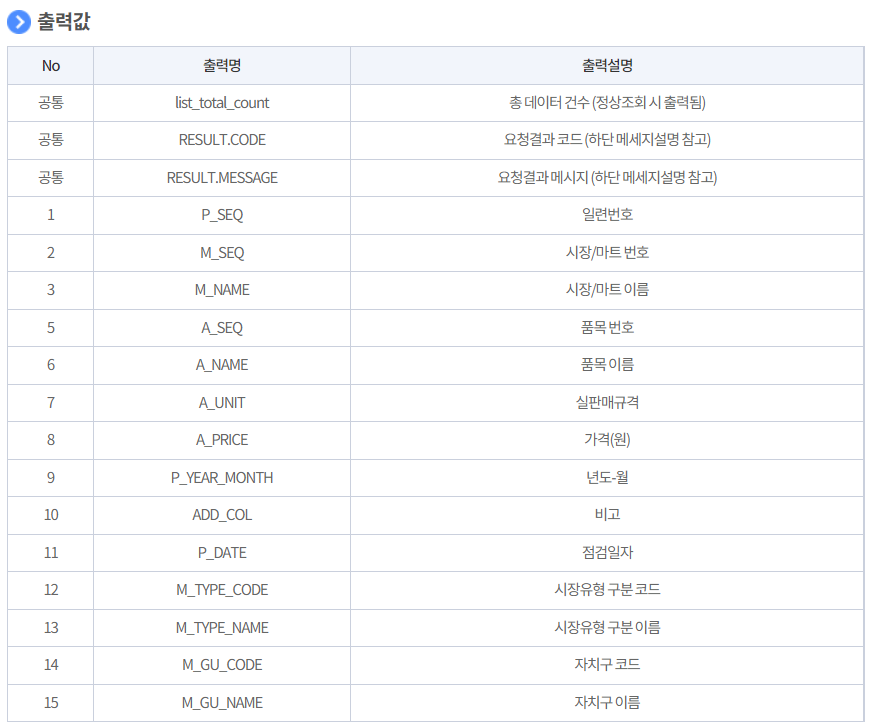 출력값
No 출력명 출력설명
공통 list_total_count 총 데이터 건수 (정상조회 시 출력됨)
공통 RESULT.CODE 요청결과 코드 (하단 메세지설명 참고)
공통 RESULT.MESSAGE 요청결과 메시지 (하단 메세지설명 참고)
1 P_SEQ 일련번호
2 M_SEQ 시장/마트 번호
3 M_NAME 시장/마트 이름
5 A_SEQ 품목 번호
6 A_NAME 품목 이름
7 A_UNIT 실판매규격
8 A_PRICE 가격(원)
9 P_YEAR_MONTH 년도-월
10 ADD_COL 비고
11 P_DATE 점검일자
12 M_TYPE_CODE 시장유형 구분 코드
13 M_TYPE_NAME 시장유형 구분 이름
14 M_GU_CODE 자치구 코드
15 M_GU_NAME 자치구 이름